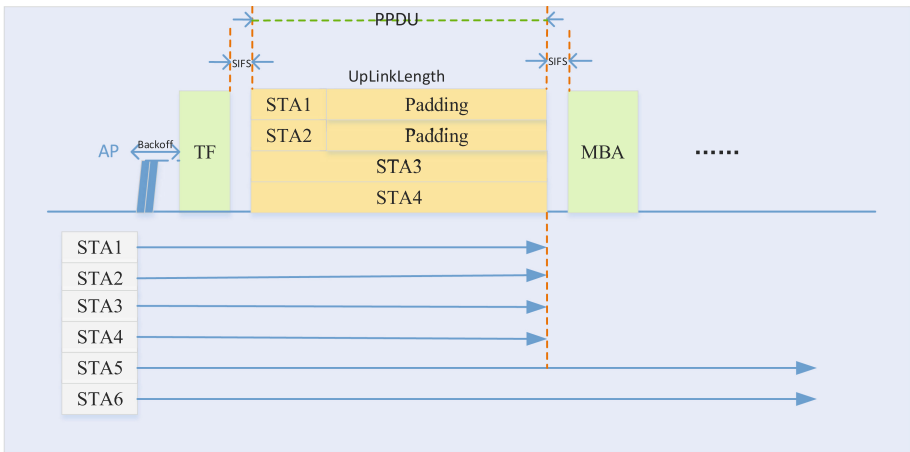 PPDU
SIFS
SIFS
UpLinkLength
AP
Backoff
TF
STA1 Padding
STA2 Padding
STA3
STA4
MBA
......
STA1
STA2
STA3
STA4
STA5
STA6